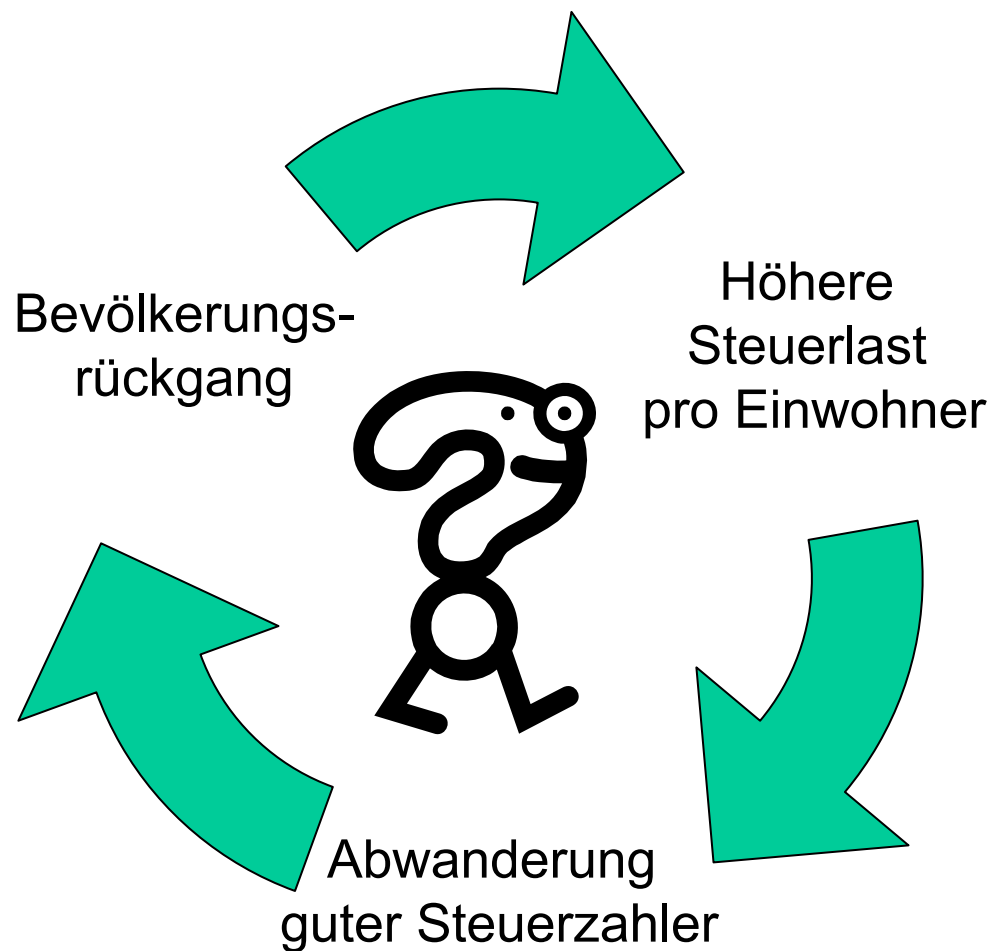 Bevölkerungs-
rückgang
Höhere
Steuerlast
pro Einwohner
Abwanderung
guter Steuerzahler